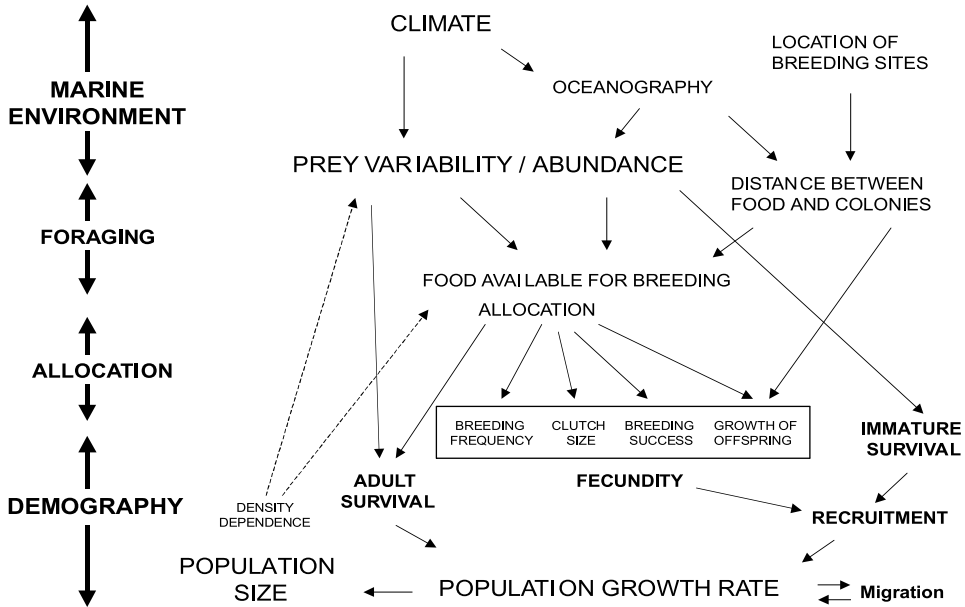 CLIMATE
LOCATION OF
BREEDING SITES
OCEANOGRAPHY
MARINE
ENVIRONMENT
PREY VARIABILITY / ABUNDANCE
DISTANCE BETWEEN
FOOD AND COLONIES
FORAGING
FOOD AVAILABLE FOR BREEDING
ALLOCATION
ALLOCATION
BREEDING
FREQUENCY
CLUTCH
SIZE
BREEDING
SUCCESS
GROWTH OF
OFFSPRING
IMMATURE
SURVIVAL
ADULT
SURVIVAL
FECUNDITY
DEMOGRAPHY
DENSITY
DEPENDENCE
RECRUITMENT
POPULATION
SIZE
POPULATION GROWTH RATE
Migration